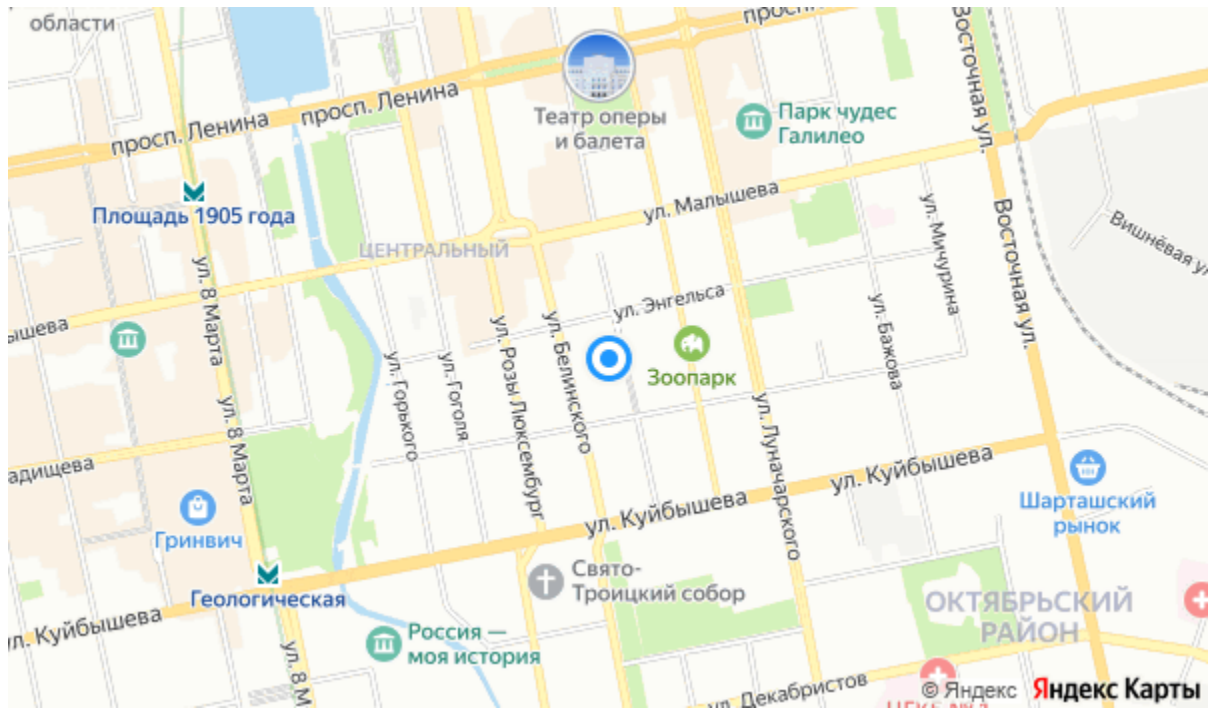 области
просп. Ленина
просп. Ленина
Театр оперы
и балета
Парк чудес
Галилео
Восточная ул.
Площадь 1905 года
ул. Малышева
ЦЕНТРАЛЬНЫЙ
ул. Мичурина
Восточная ул.
Вишнёвая ул
ул. 8 Марта
ул. Энгельса
ышева
ул. Розы Люксембург
ул. Белинского
Зоопарк
ул. Бажова
ул. Горького
ул. Гоголя
ул. 8 Марта
ул. Луначарского
адищева
ул. Куйбышева
ул. Куйбышева
Шарташский
рынок
Гринвич
Геологическая
Свято-
Троицкий собор
ОКТЯБРЬСКИЙ
РАЙОН
ул. Куйбышева
Россия —
моя история
ул. 8 М
ул. Декабристов
© Яндекс Яндекс Карты